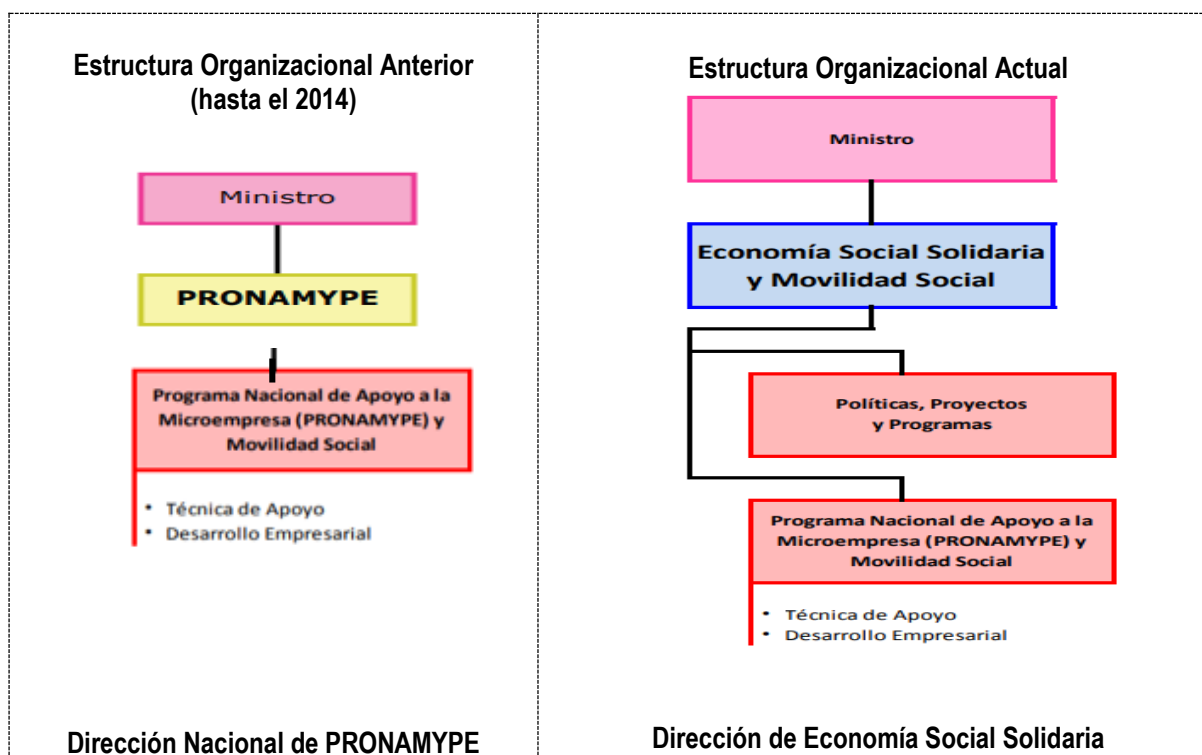 Estructura Organizacional Anterior
(hasta el 2014)
Ministro
PRONAMYPE
Programa Nacional de Apoyo a la
Microempresa (PRONAMYPE) y
Movilidad Social
• Técnica de Apoyo
• Desarrollo Empresarial
Dirección Nacional de PRONAMYPE
Estructura Organizacional Actual
Ministro
Economía Social Solidaria
y Movilidad Social
Políticas, Proyectos
y Programas
Programa Nacional de Apoyo a la
Microempresa (PRONAMYPE) y
Movilidad Social
• Técnica de Apoyo
• Desarrollo Empresarial
Dirección de Economía Social Solidaria